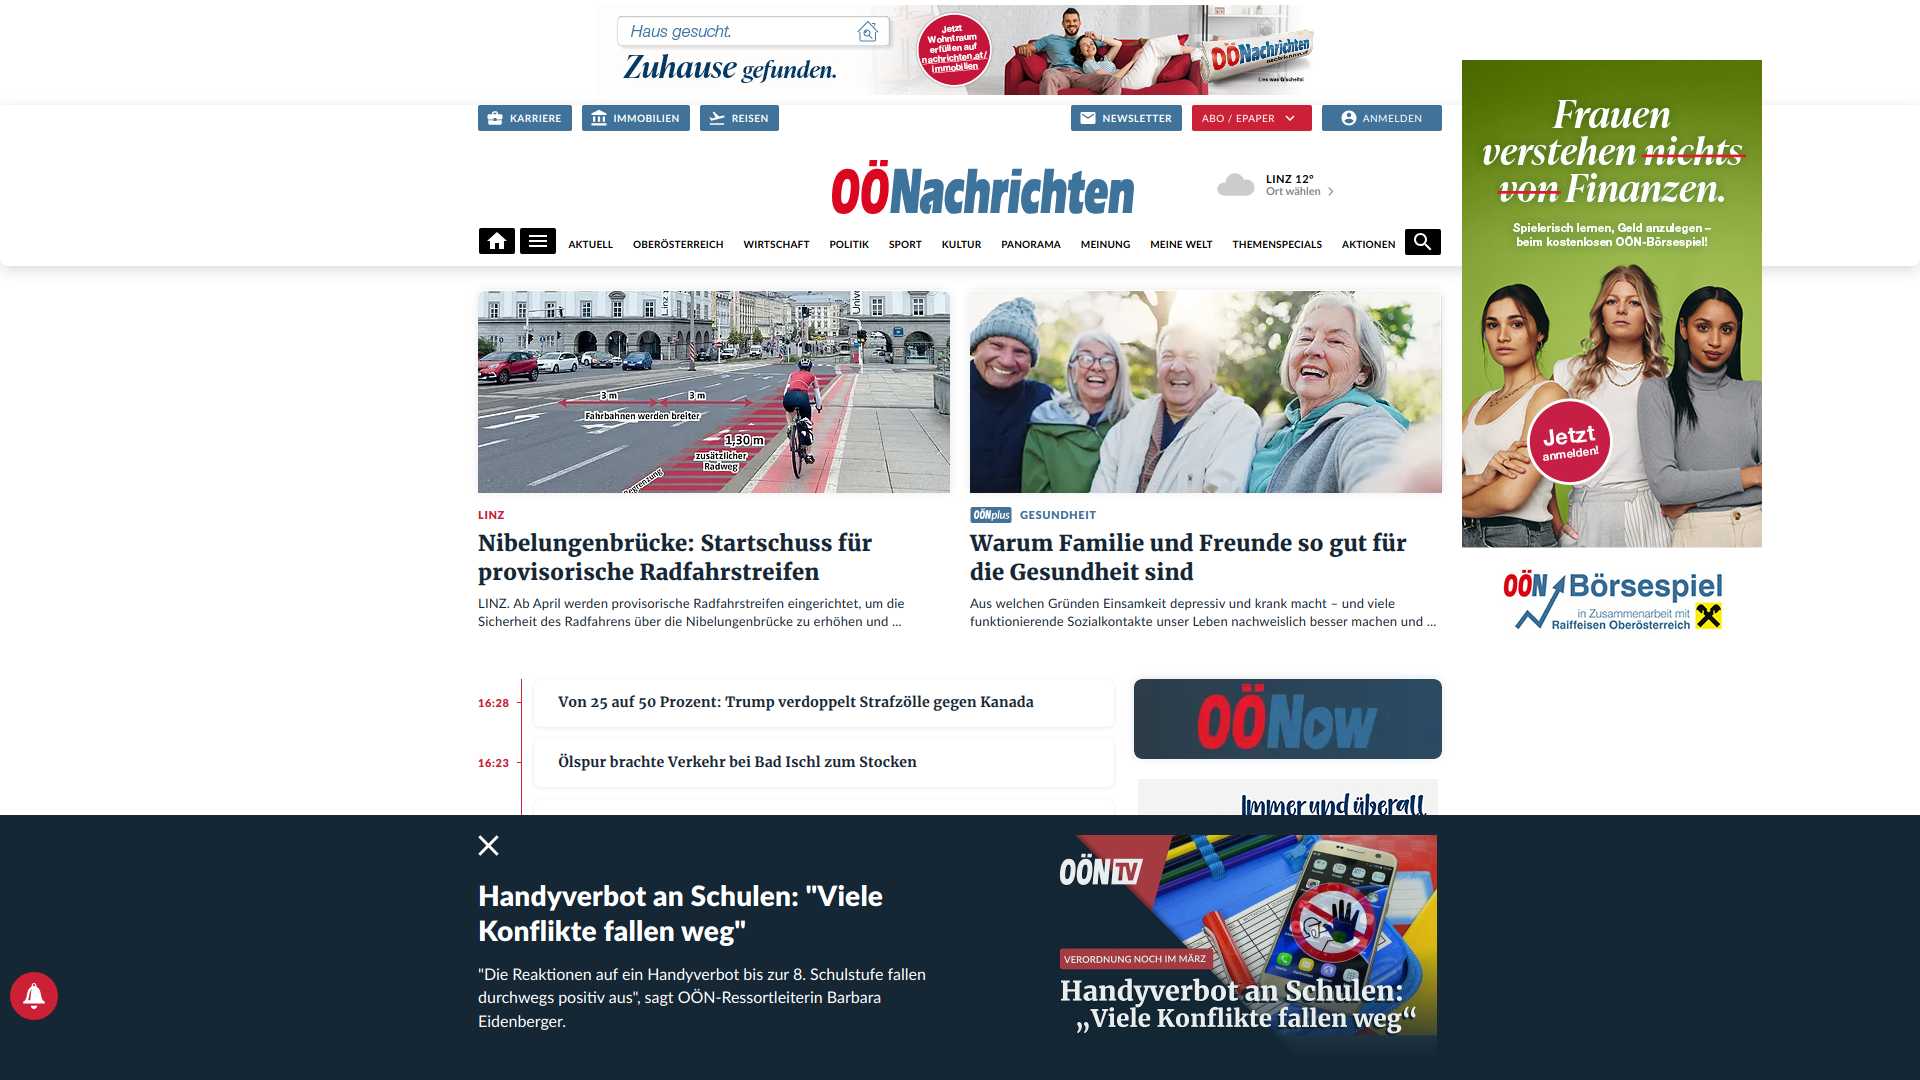 Haus gesucht.
Zuhause gefunden.
Jetzt
Wohntraum
erfüllen auf
nachrichten.at/
immobilien
OÖNachrichten
Lies was Gscheits!
KARRIERE
IMMOBILIEN
REISEN
NEWSLETTER
ABO / EPAPER
ANMELDEN
OÖNachrichten
LINZ 12°
Ort wählen
AKTUELL
OBERÖSTERREICH
WIRTSCHAFT
POLITIK
SPORT
KULTUR
PANORAMA
MEINUNG
MEINE WELT
THEMENSPECIALS
AKTIONEN
Frauen
verstehen nichts
von Finanzen.
Spielerisch lernen, Geld anzulegen –
beim kostenlosen OÖN-Börsespiel!
Jetzt
anmelden!
OÖN Börsespiel
in Zusammenarbeit mit
Raiffeisen Oberösterreich
3 m
3 m
Fahrbahnen werden breiter
1,30 m
zusätzlicher
Radweg
Begrenzung
LINZ
Nibelungenbrücke: Startschuss für
provisorische Radfahrstreifen
LINZ. Ab April werden provisorische Radfahrstreifen eingerichtet, um die
Sicherheit des Radfahrens über die Nibelungenbrücke zu erhöhen und ...
OÖNplus GESUNDHEIT
Warum Familie und Freunde so gut für
die Gesundheit sind
Aus welchen Gründen Einsamkeit depressiv und krank macht – und viele
funktionierende Sozialkontakte unser Leben nachweislich besser machen und ...
16:28
Von 25 auf 50 Prozent: Trump verdoppelt Strafzölle gegen Kanada
16:23
Ölspur brachte Verkehr bei Bad Ischl zum Stocken
OÖNow
Immer und überall
Handyverbot an Schulen: "Viele
Konflikte fallen weg"
"Die Reaktionen auf ein Handyverbot bis zur 8. Schulstufe fallen
durchwegs positiv aus", sagt OÖN-Ressortleiterin Barbara
Eidenberger.
OÖN TV
VERORDNUNG NOCH IM MÄRZ
Handyverbot an Schulen:
„Viele Konflikte fallen weg“